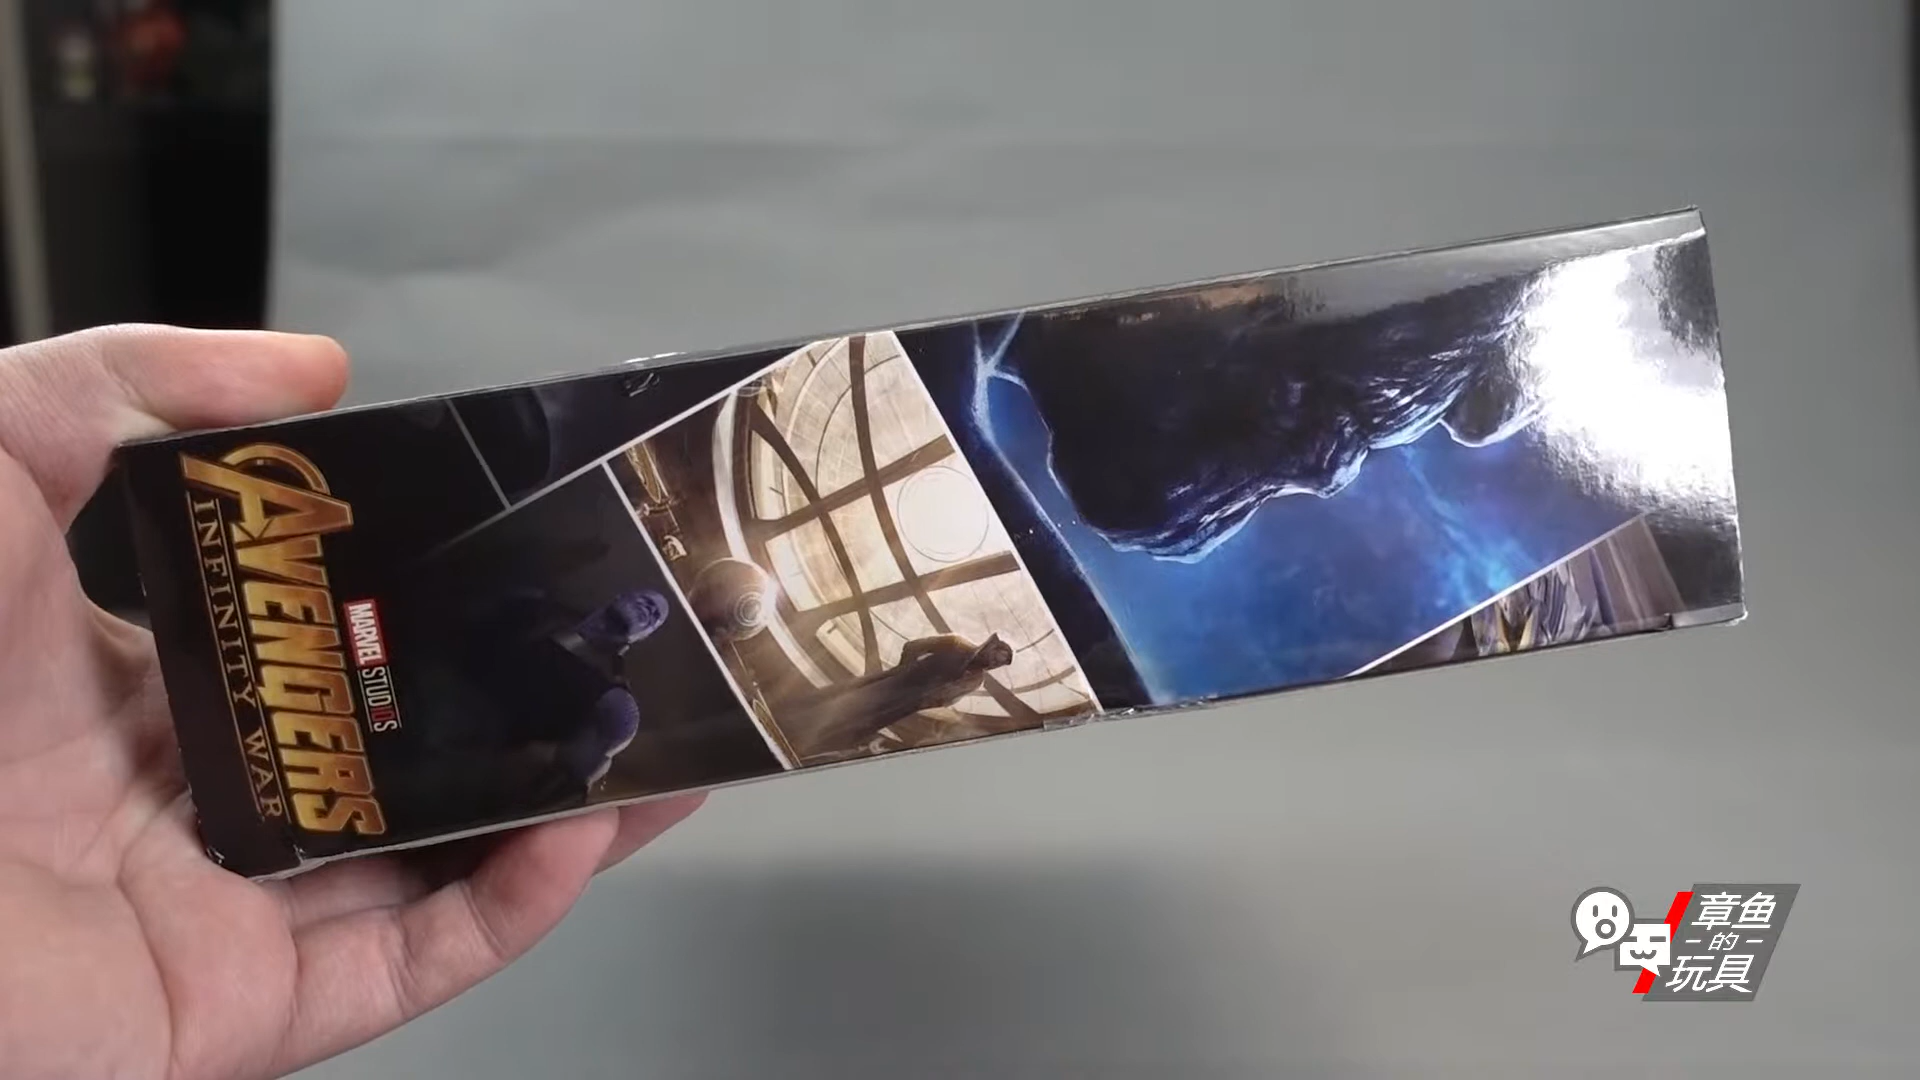 MARVEL STUDIOS
AVENGERS
INFINITY WAR
章鱼
的
玩具